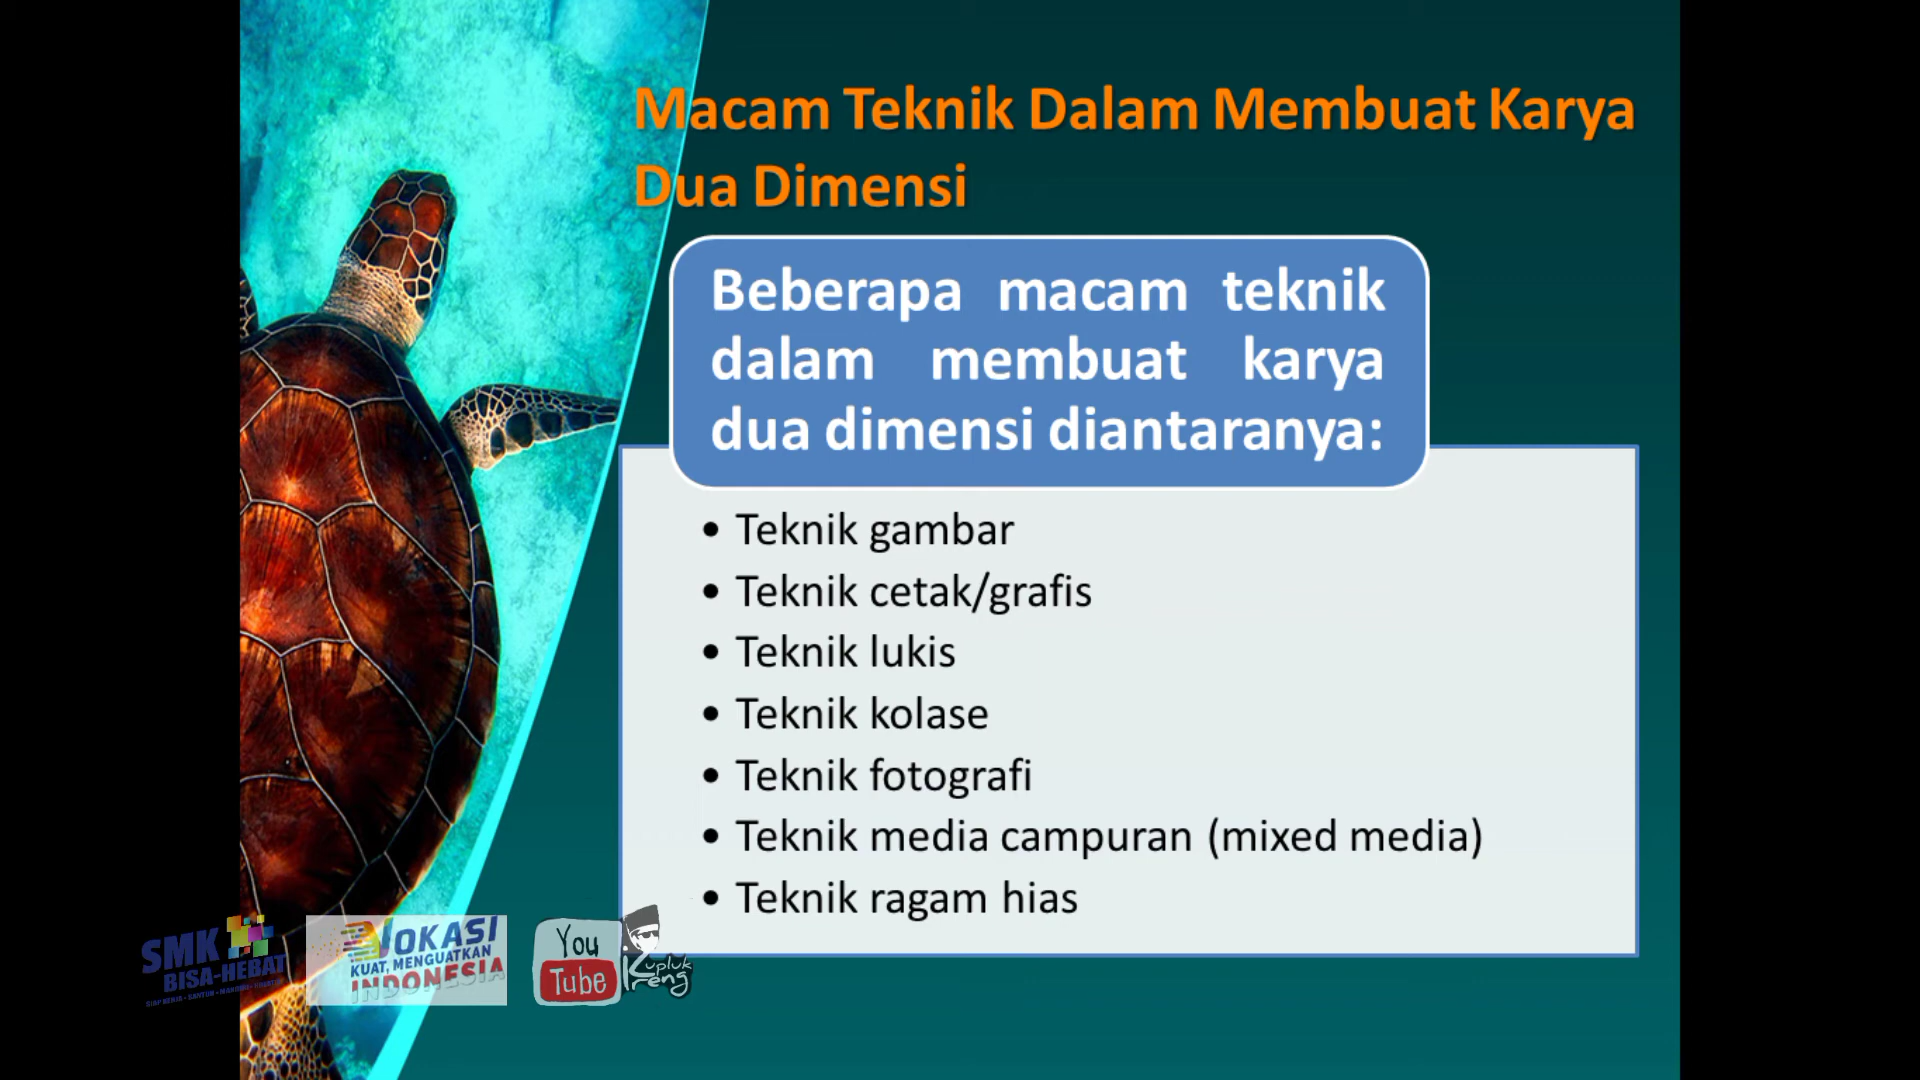 Macam Teknik Dalam Membuat Karya
Dua Dimensi
Beberapa macam teknik
dalam membuat karya
dua dimensi diantaranya:
• Teknik gambar
• Teknik cetak/grafis
• Teknik lukis
• Teknik kolase
• Teknik fotografi
• Teknik media campuran (mixed media)
• Teknik ragam hias
SMK
BISA-HEBAT
VOKASI
KUAT, MENGUATKAN
INDONESIA
You
Tube
Kupluk
Ireng